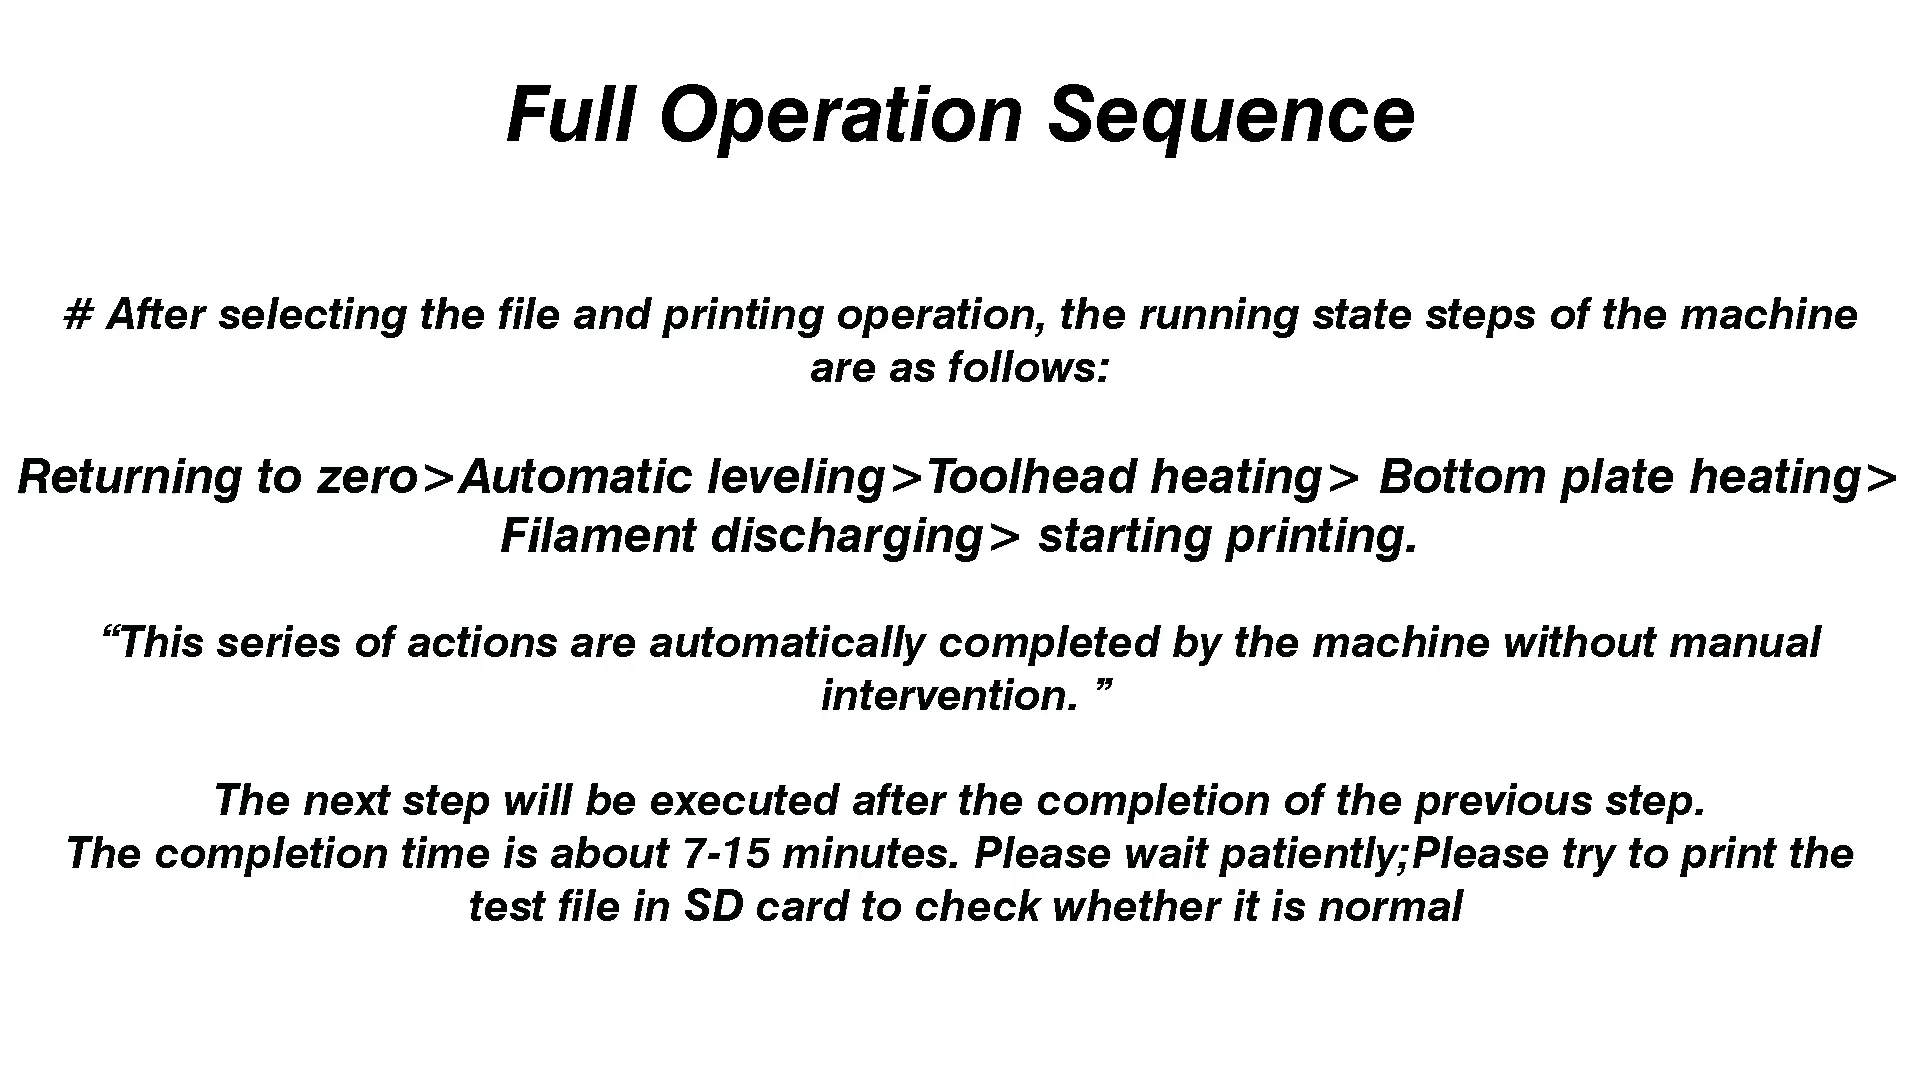 Full Operation Sequence
# After selecting the file and printing operation, the running state steps of the machine
are as follows:
Returning to zero>Automatic leveling>Toolhead heating> Bottom plate heating>
Filament discharging> starting printing.
“This series of actions are automatically completed by the machine without manual
intervention. ”
The next step will be executed after the completion of the previous step.
The completion time is about 7-15 minutes. Please wait patiently;Please try to print the
test file in SD card to check whether it is normal